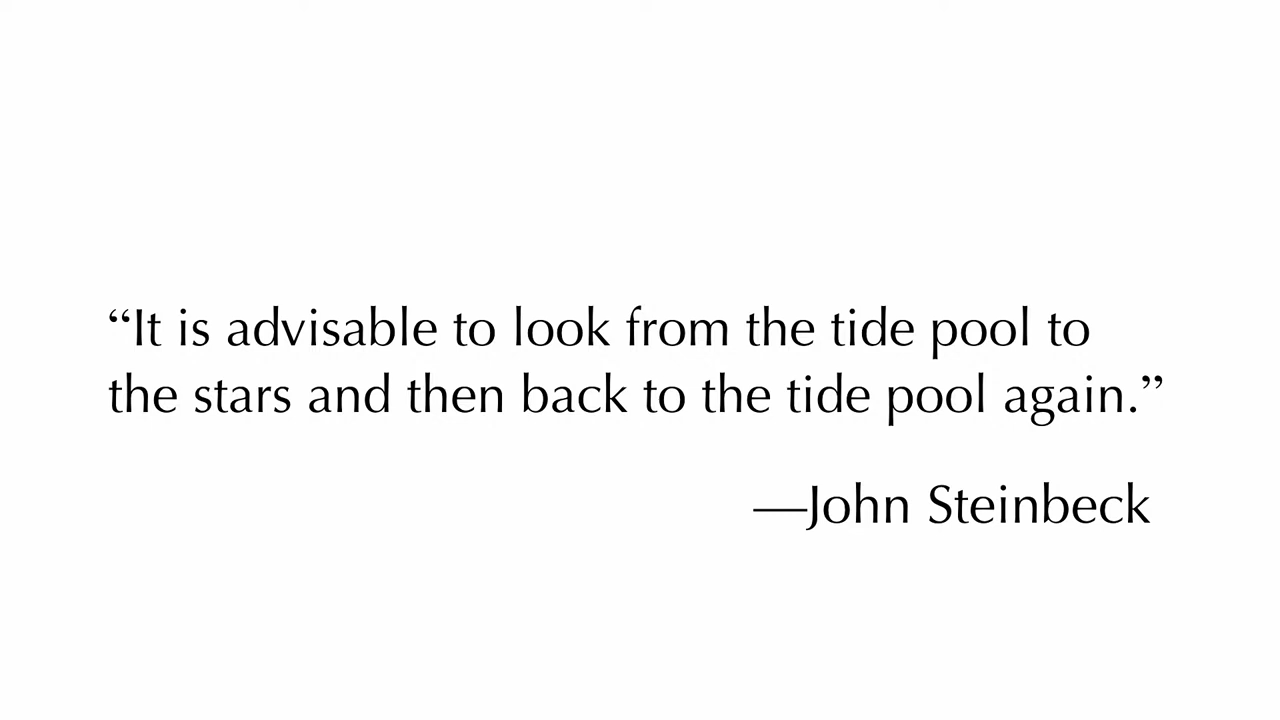 “It is advisable to look from the tide pool to
the stars and then back to the tide pool again.”
—John Steinbeck